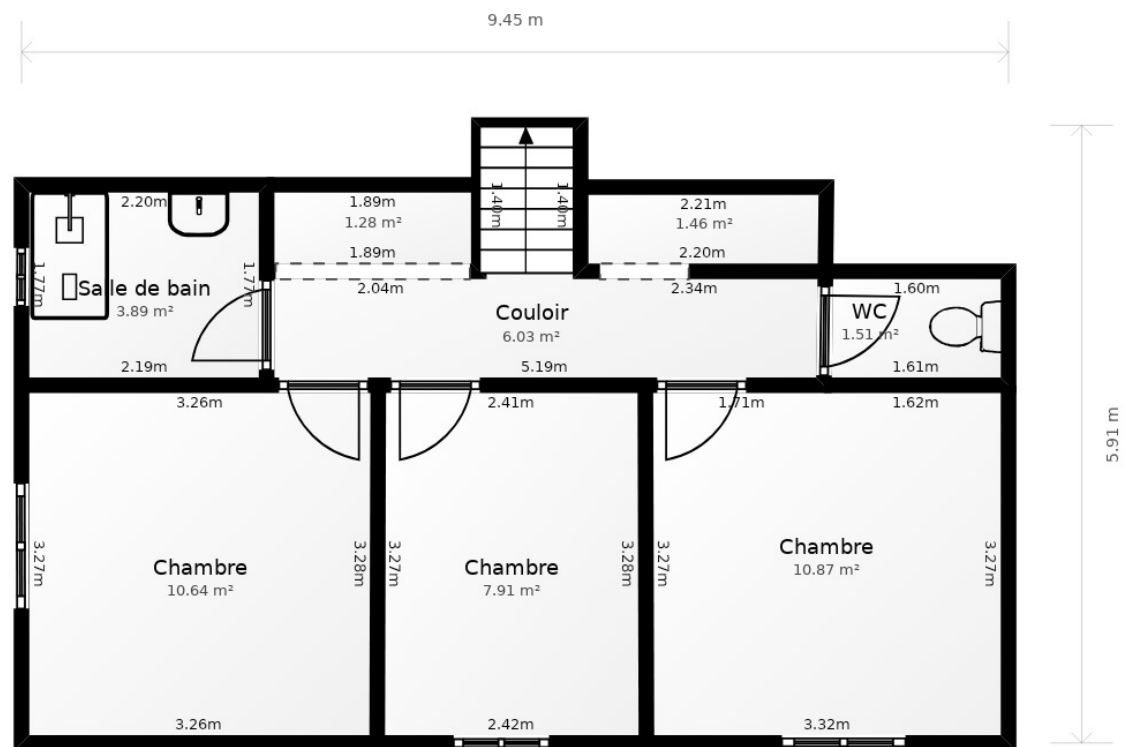 9.45 m
2.20m
1.89m
1.28 m²
1.89m
1.40m
1.40m
2.21m
1.46 m²
2.20m
1.77m
Salle de bain
3.89 m²
1.77m
2.19m
2.04m
2.34m
Couloir
6.03 m²
5.19m
1.60m
WC
1.51 m²
1.61m
5.91 m
3.26m
2.41m
1.71m
1.62m
3.27m
Chambre
10.64 m²
3.28m
3.27m
Chambre
7.91 m²
3.28m
3.27m
Chambre
10.87 m²
3.27m
3.26m
2.42m
3.32m